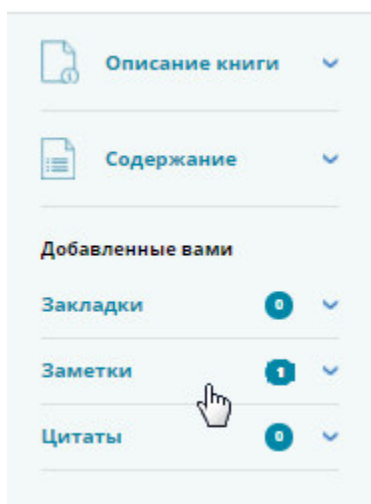 Описание книги
Содержание
Добавленные вами
Закладки 0
Заметки 1
Цитаты 0